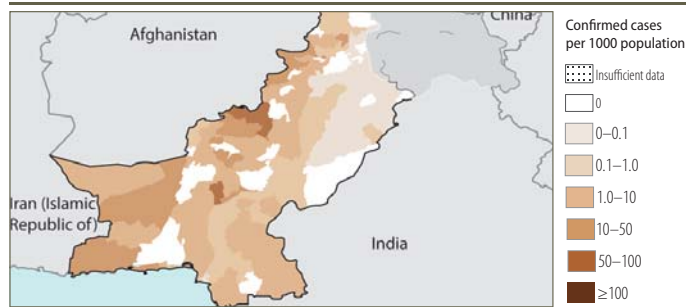 China
Afghanistan
Iran (Islamic
Republic of)
India
Confirmed cases
per 1000 population
Insufficient data
0
0–0.1
0.1–1.0
1.0–10
10–50
50–100
≥100